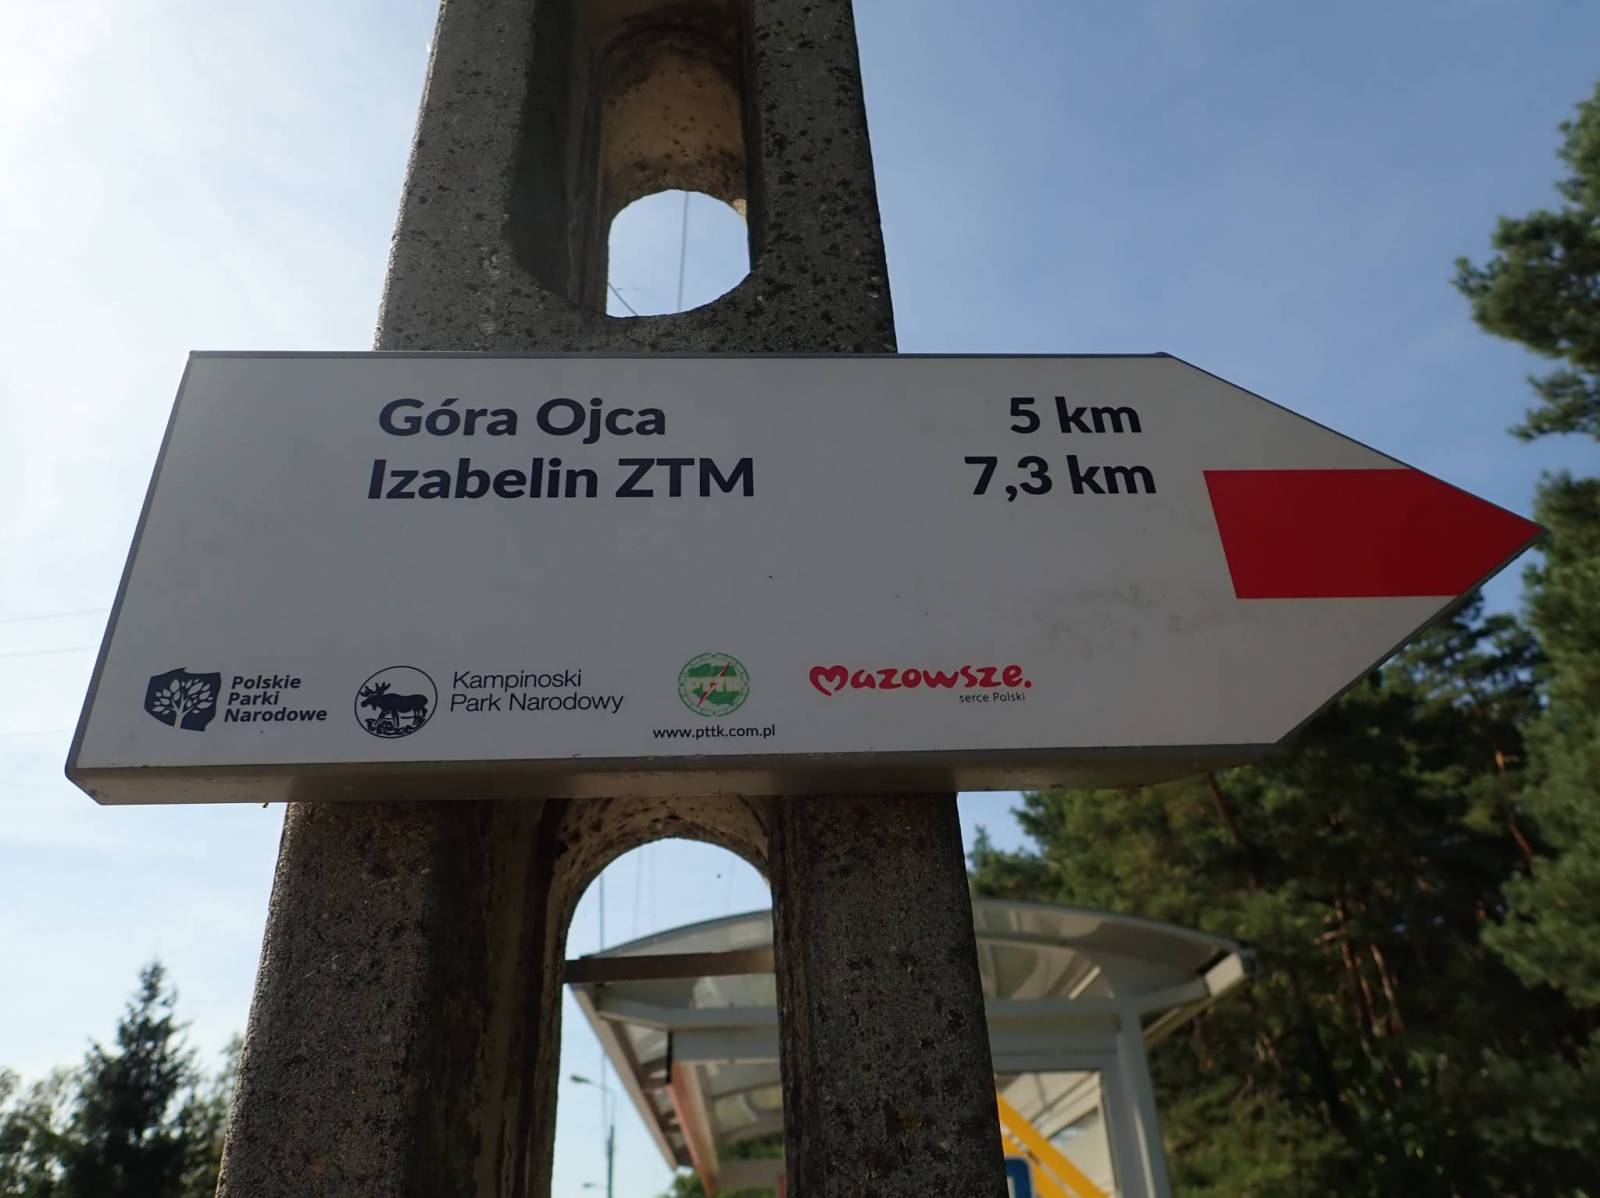 Góra Ojca 5 km
Izabelin ZTM 7,3 km
Polskie
Parki
Narodowe
Kampinoski
Park Narodowy
PTTK
www.pttk.com.pl
mazowsze.
serce Polski